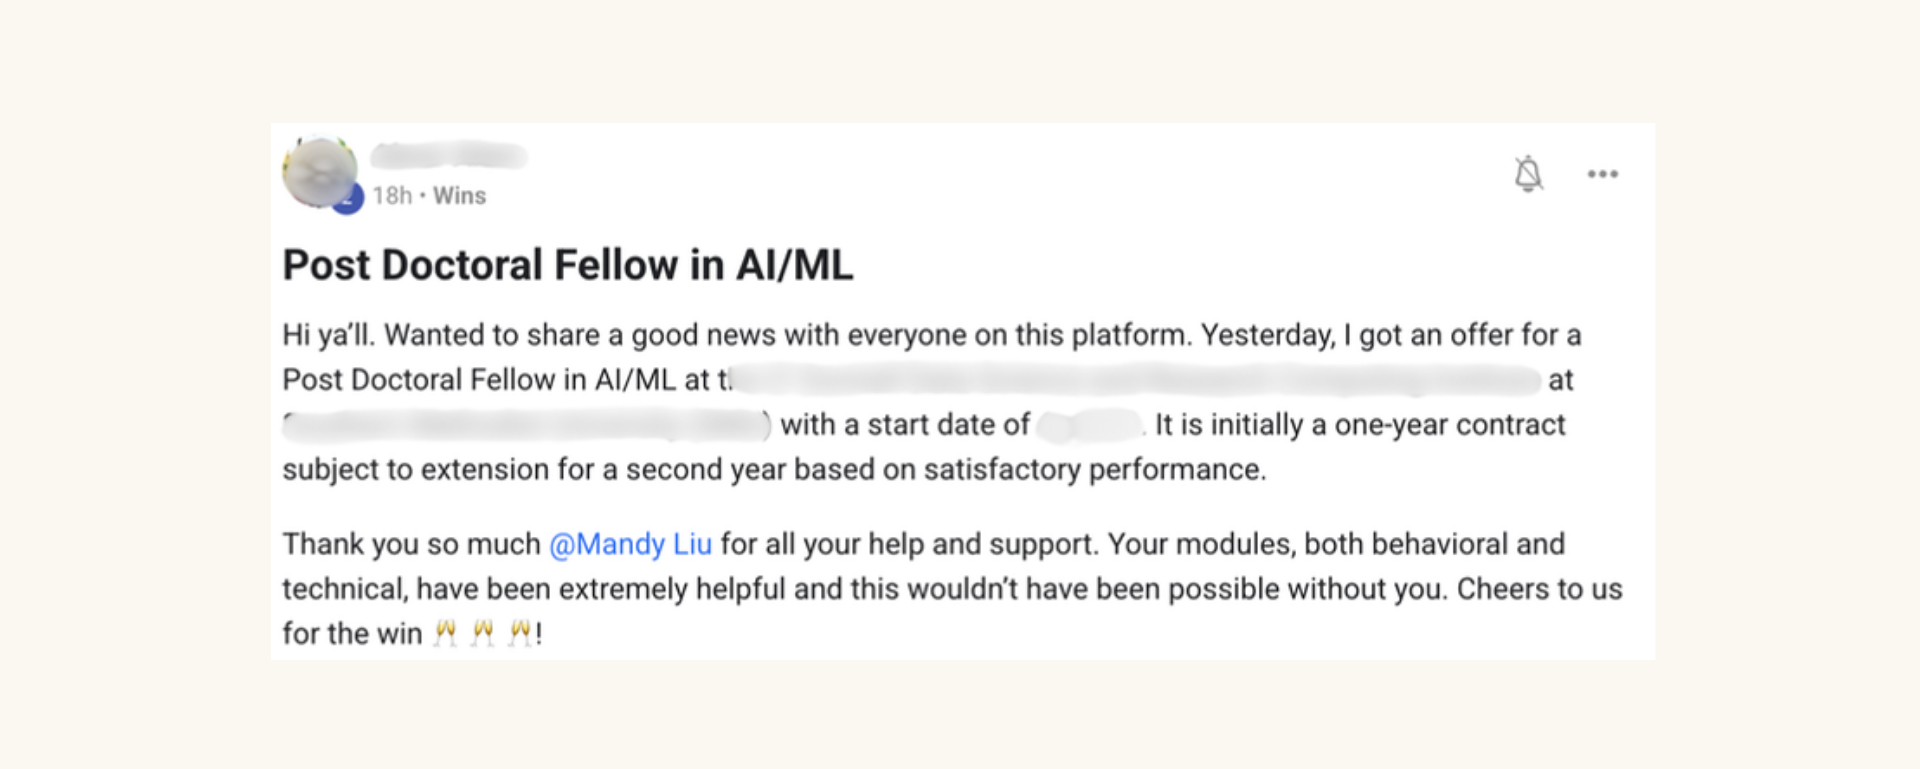 18h • Wins
Post Doctoral Fellow in AI/ML
Hi ya’ll. Wanted to share a good news with everyone on this platform. Yesterday, I got an offer for a
Post Doctoral Fellow in AI/ML at at
with a start date of . It is initially a one-year contract
subject to extension for a second year based on satisfactory performance.
Thank you so much @Mandy Liu for all your help and support. Your modules, both behavioral and
technical, have been extremely helpful and this wouldn’t have been possible without you. Cheers to us
for the win 🥂 🥂 🥂!